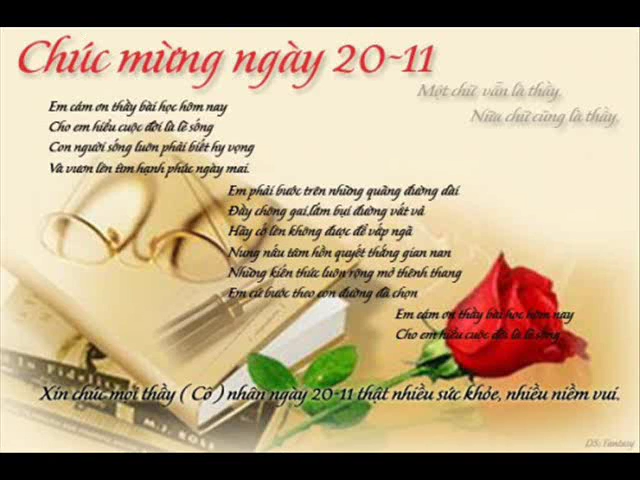 Chúc mừng ngày 20-11
Một chữ vẫn là thầy,
Nữa chữ cũng là thầy,
Em cám ơn thầy bài học hôm nay
Cho em hiểu cuộc đời là lẽ sống
Con người sống luôn phải biết hy vọng
Và vươn lên tìm hạnh phúc ngày mai.
Em phải bước trên những quãng đường dài
Đầy chông gai,lấm bụi đường vất vả
Hãy cố lên không được để vấp ngã
Nung nấu tâm hồn quyết thắng gian nan
Những kiến thức luôn rộng mở thênh thang
Em cứ bước theo con đường đã chọn
Em cám ơn thầy bài học hôm nay
Cho em hiểu cuộc đời là lẽ sống
Xin chúc mọi thầy ( Cô ) nhân ngày 20-11 thật nhiều sức khỏe, nhiều niềm vui.
M.J. ROSE
DS: Fantasy